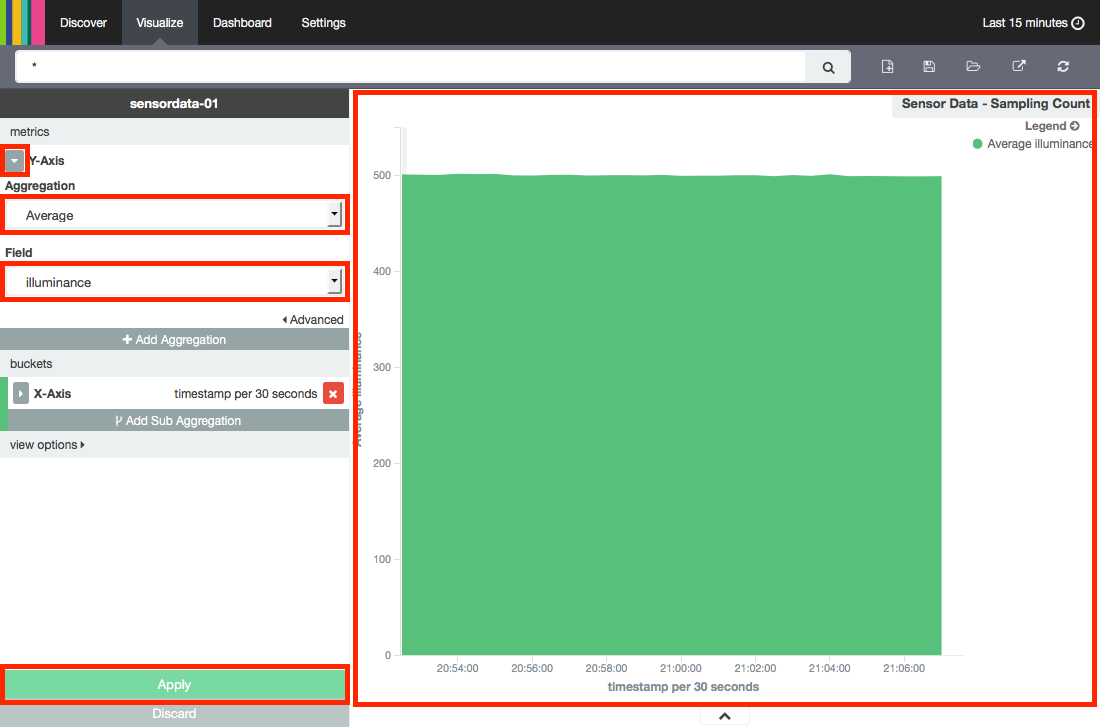 Discover Visualize Dashboard Settings Last 15 minutes
*
sensordata-01
metrics
Y-Axis
Aggregation
Average
Field
illuminance
Advanced
Add Aggregation
buckets
X-Axis timestamp per 30 seconds
Add Sub Aggregation
view options
Apply
Discard
Sensor Data - Sampling Count
Legend
Average illuminance
Average illuminance
500
400
300
200
100
0
20:54:00 20:56:00 20:58:00 21:00:00 21:02:00 21:04:00 21:06:00
timestamp per 30 seconds